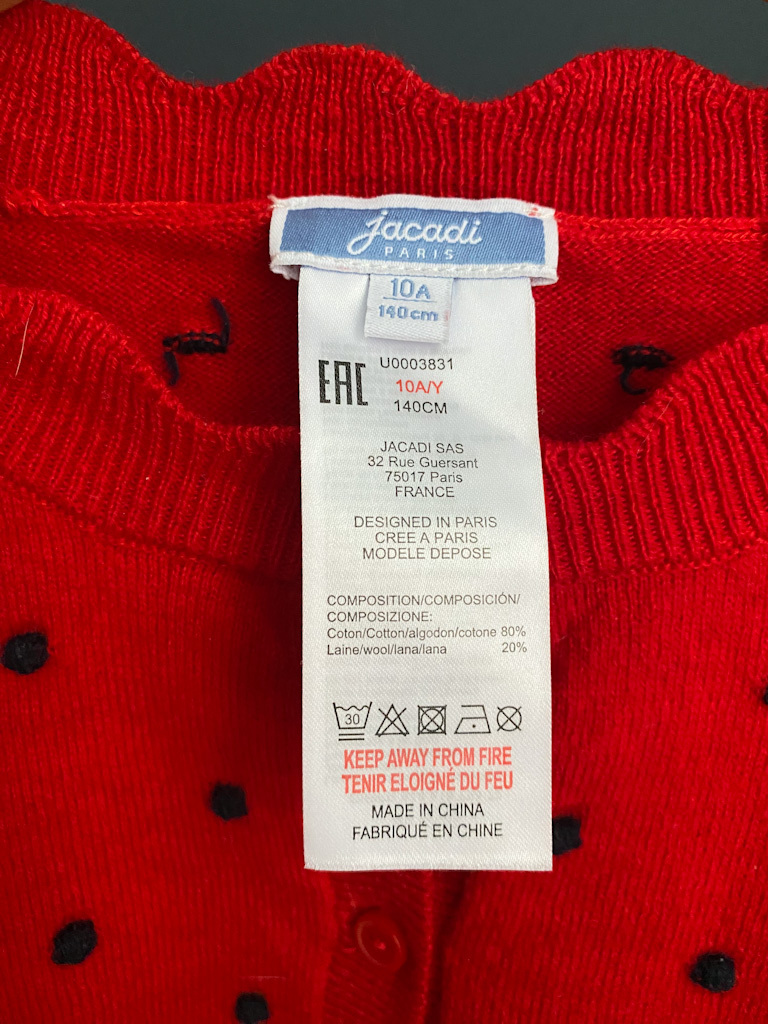 jacadi
PARIS
10A
140cm
EAC
U0003831
10A/Y
140CM
JACADI SAS
32 Rue Guersant
75017 Paris
FRANCE
DESIGNED IN PARIS
CREE A PARIS
MODELE DEPOSE
COMPOSITION/COMPOSICIÓN/
COMPOSIZIONE:
Coton/Cotton/algodon/cotone 80%
Laine/wool/lana/lana 20%
30
KEEP AWAY FROM FIRE
TENIR ELOIGNÉ DU FEU
MADE IN CHINA
FABRIQUÉ EN CHINE